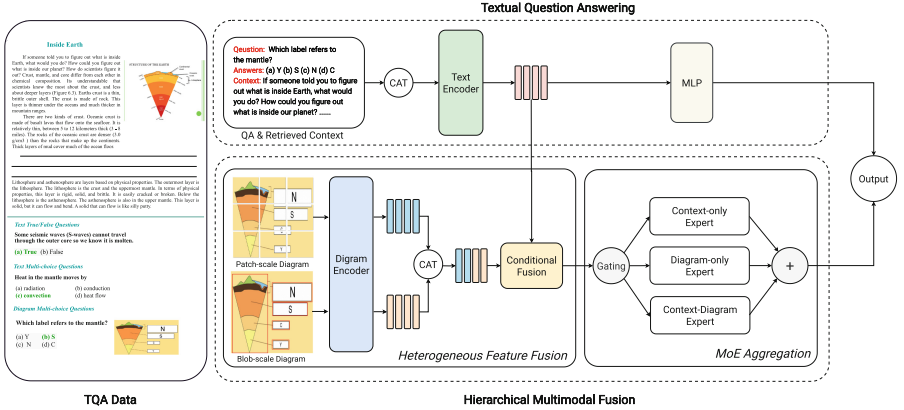 Textual Question Answering
Inside Earth
If someone told you to figure out what is inside
Earth, what would you do? How could you figure
out what is inside our planet? How do scientists figure it
out? Crust, mantle, and core differ from each other in
chemical composition. Its understandable that
scientists know the most about the crust, and less
about deeper layers (Figure 6.3). Earths crust is a thin,
brittle outer shell. The crust is made of rock. This
layer is thinner under the oceans and much thicker in
mountain ranges.
There are two kinds of crust. Oceanic crust is
made of basalt lavas that flow onto the seafloor. It is
relatively thin, between 5 to 12 kilometers thick (3
miles). The rocks of the oceanic crust are denser (3.0
g/cm3 ) than the rocks that make up the continents.
Thick layers of mud cover much of the ocean floor.
STRUCTURE OF THE EARTH
Lithosphere and asthenosphere are layers based on physical properties. The outermost layer is
the lithosphere. The lithosphere is the crust and the uppermost mantle. In terms of physical
properties, this layer is rigid, solid, and brittle. It is easily cracked or broken. Below the
lithosphere is the asthenosphere. The asthenosphere is also in the upper mantle. This layer is
solid, but it can flow and bend. A solid that can flow is like silly putty.
Text True/False Questions
Some seismic waves (S-waves) cannot travel
through the outer core so we know it is molten.
(a) True (b) False
Text Multi-choice Questions
Heat in the mantle moves by
(a) radiation (b) conduction
(c) convection (d) heat flow
Diagram Multi-choice Questions
Which label refers to the mantle?
(a) Y (b) S
(c) N (d) C
N
S
TQA Data
Qeustion: Which label refers to
the mantle?
Answers: (a) Y (b) S (c) N (d) C
Context: If someone told you to figure
out what is inside Earth, what would
you do? How could you figure out
what is inside our planet? ......
QA & Retrieved Context
CAT
Text
Encoder
MLP
Output
N
S
C
Y
Patch-scale Diagram
N
S
C
Y
Blob-scale Diagram
Digram
Encoder
CAT
Conditional
Fusion
Heterogeneous Feature Fusion
Gating
Context-only
Expert
Diagram-only
Expert
Context-Diagram
Expert
+
MoE Aggregation
Hierarchical Multimodal Fusion